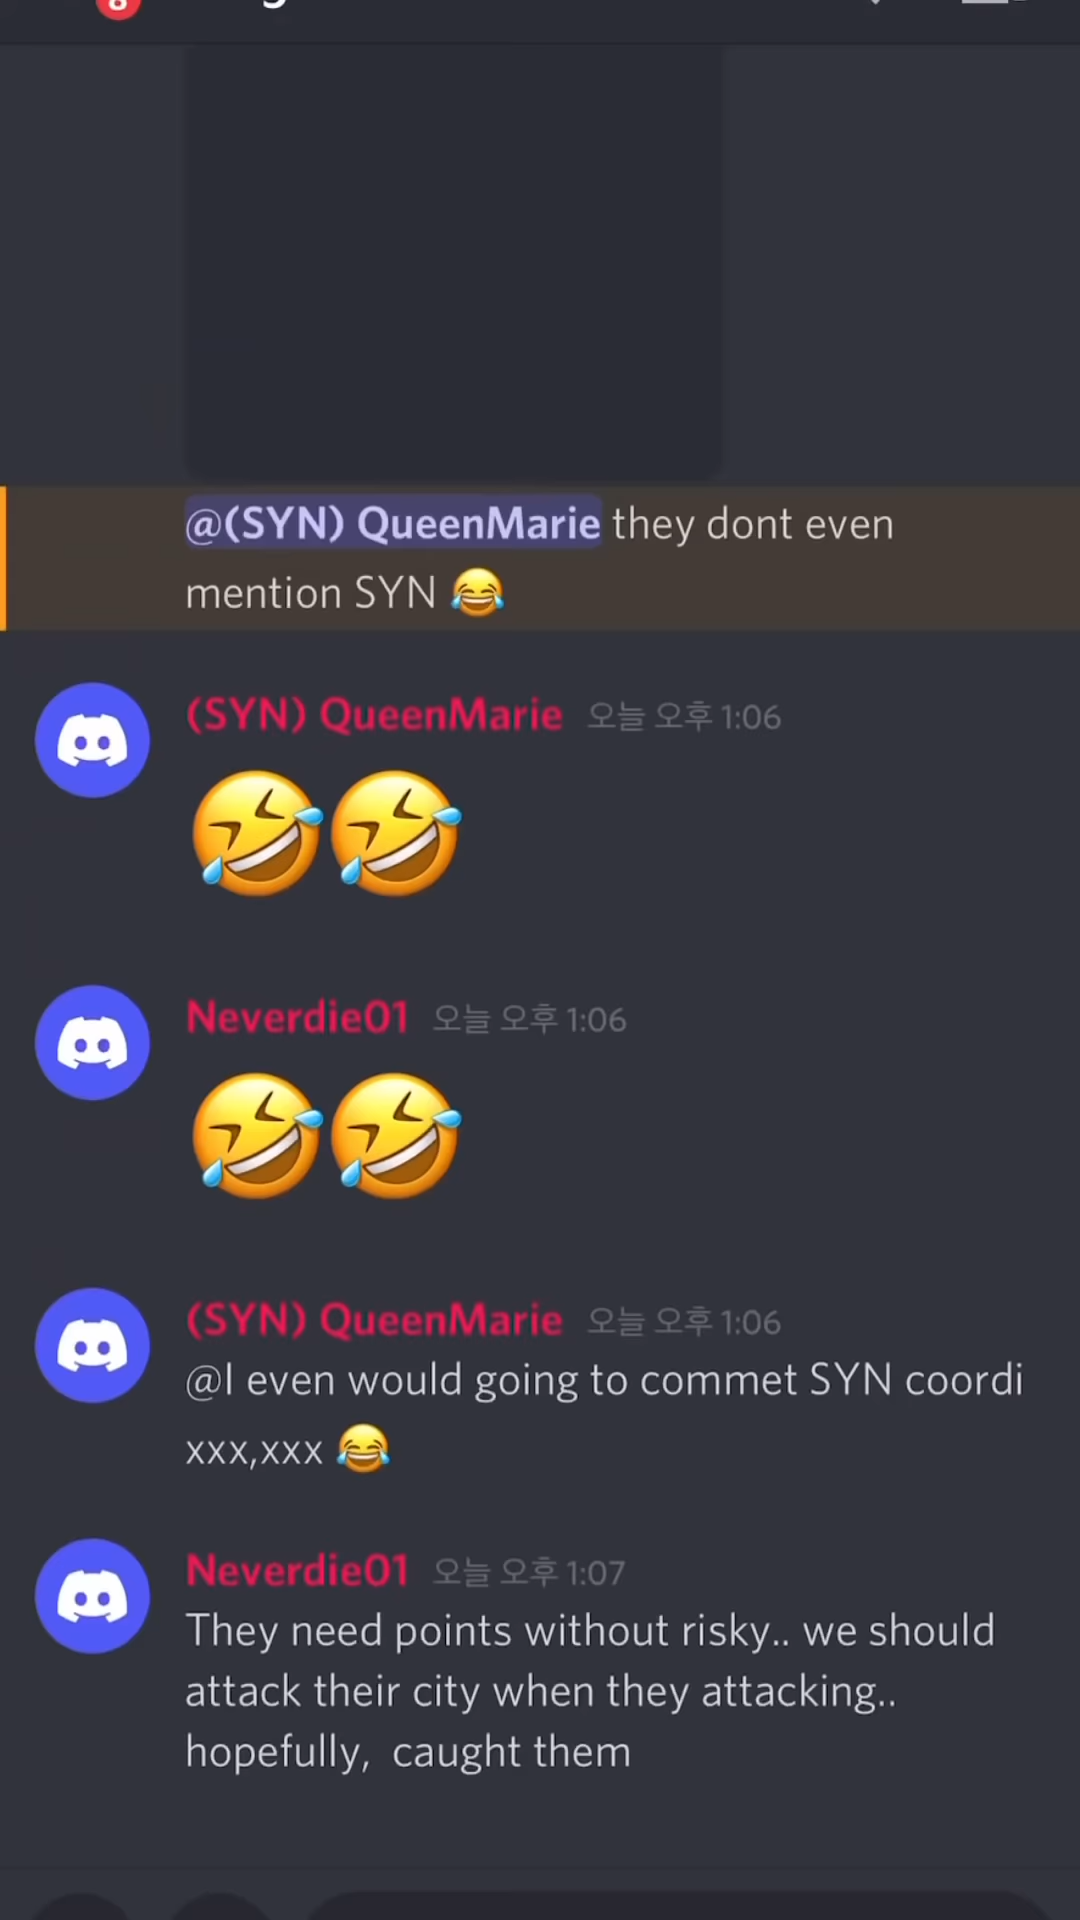 @(SYN) QueenMarie they dont even
mention SYN 😂
(SYN) QueenMarie 오늘 오후 1:06
🤣🤣
Neverdie01 오늘 오후 1:06
🤣🤣
(SYN) QueenMarie 오늘 오후 1:06
@I even would going to commet SYN coordi
xxx,xxx 😂
Neverdie01 오늘 오후 1:07
They need points without risky.. we should
attack their city when they attacking..
hopefully,  caught them